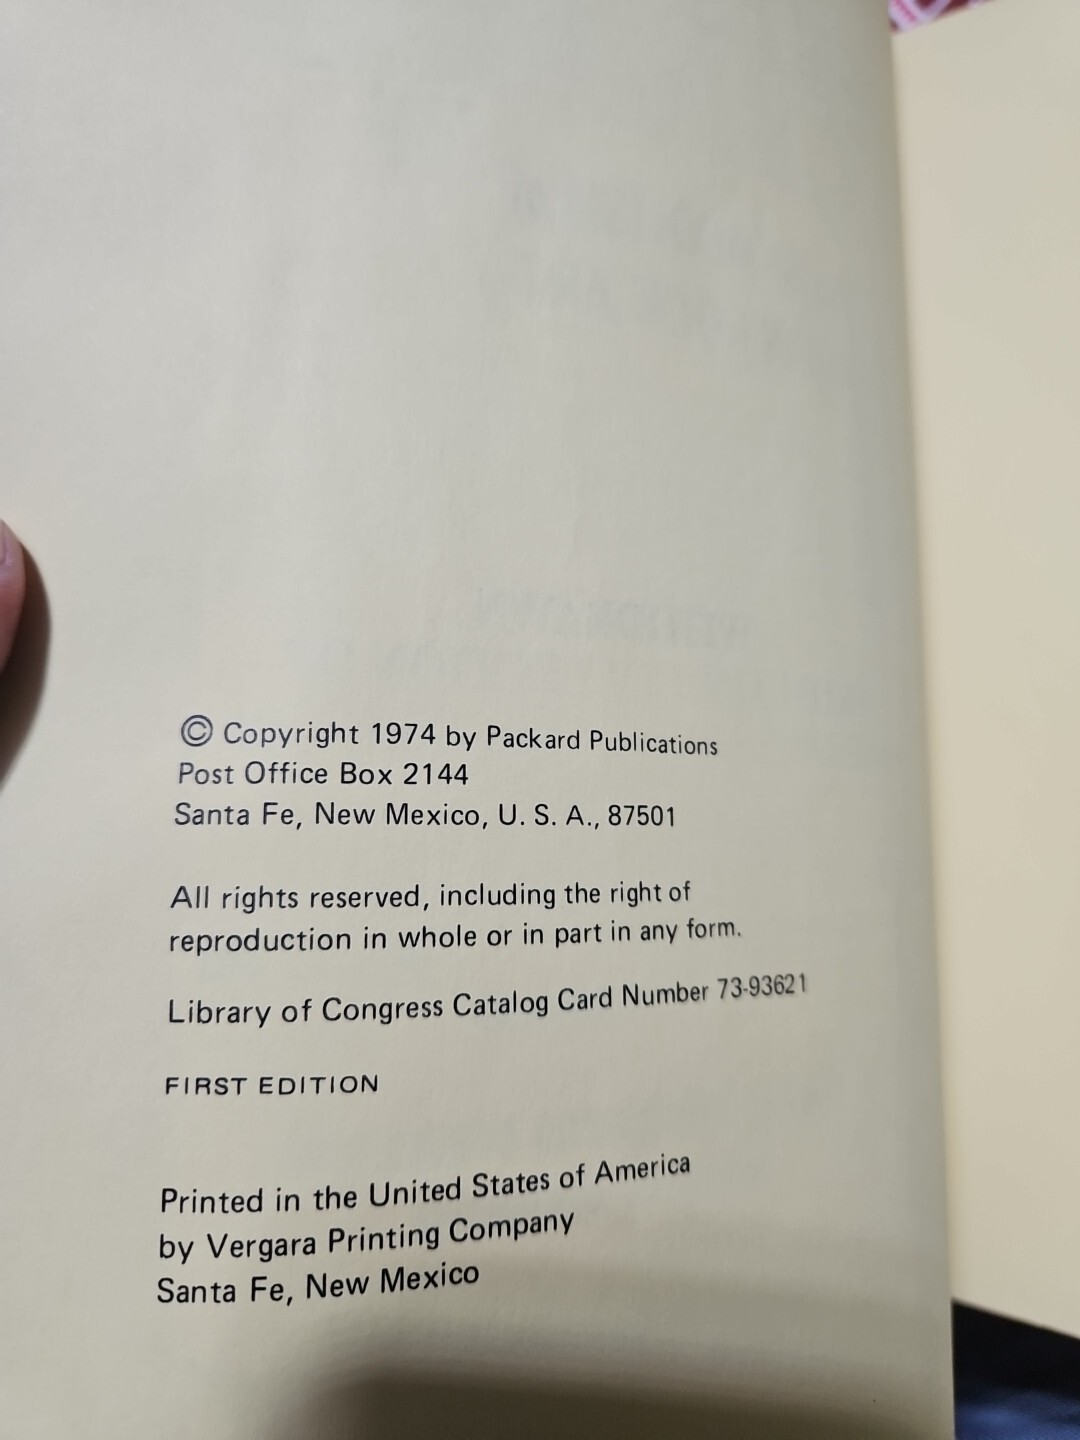 © Copyright 1974 by Packard Publications
Post Office Box 2144
Santa Fe, New Mexico, U. S. A., 87501
All rights reserved, including the right of
reproduction in whole or in part in any form.
Library of Congress Catalog Card Number 73-93621
FIRST EDITION
Printed in the United States of America
by Vergara Printing Company
Santa Fe, New Mexico